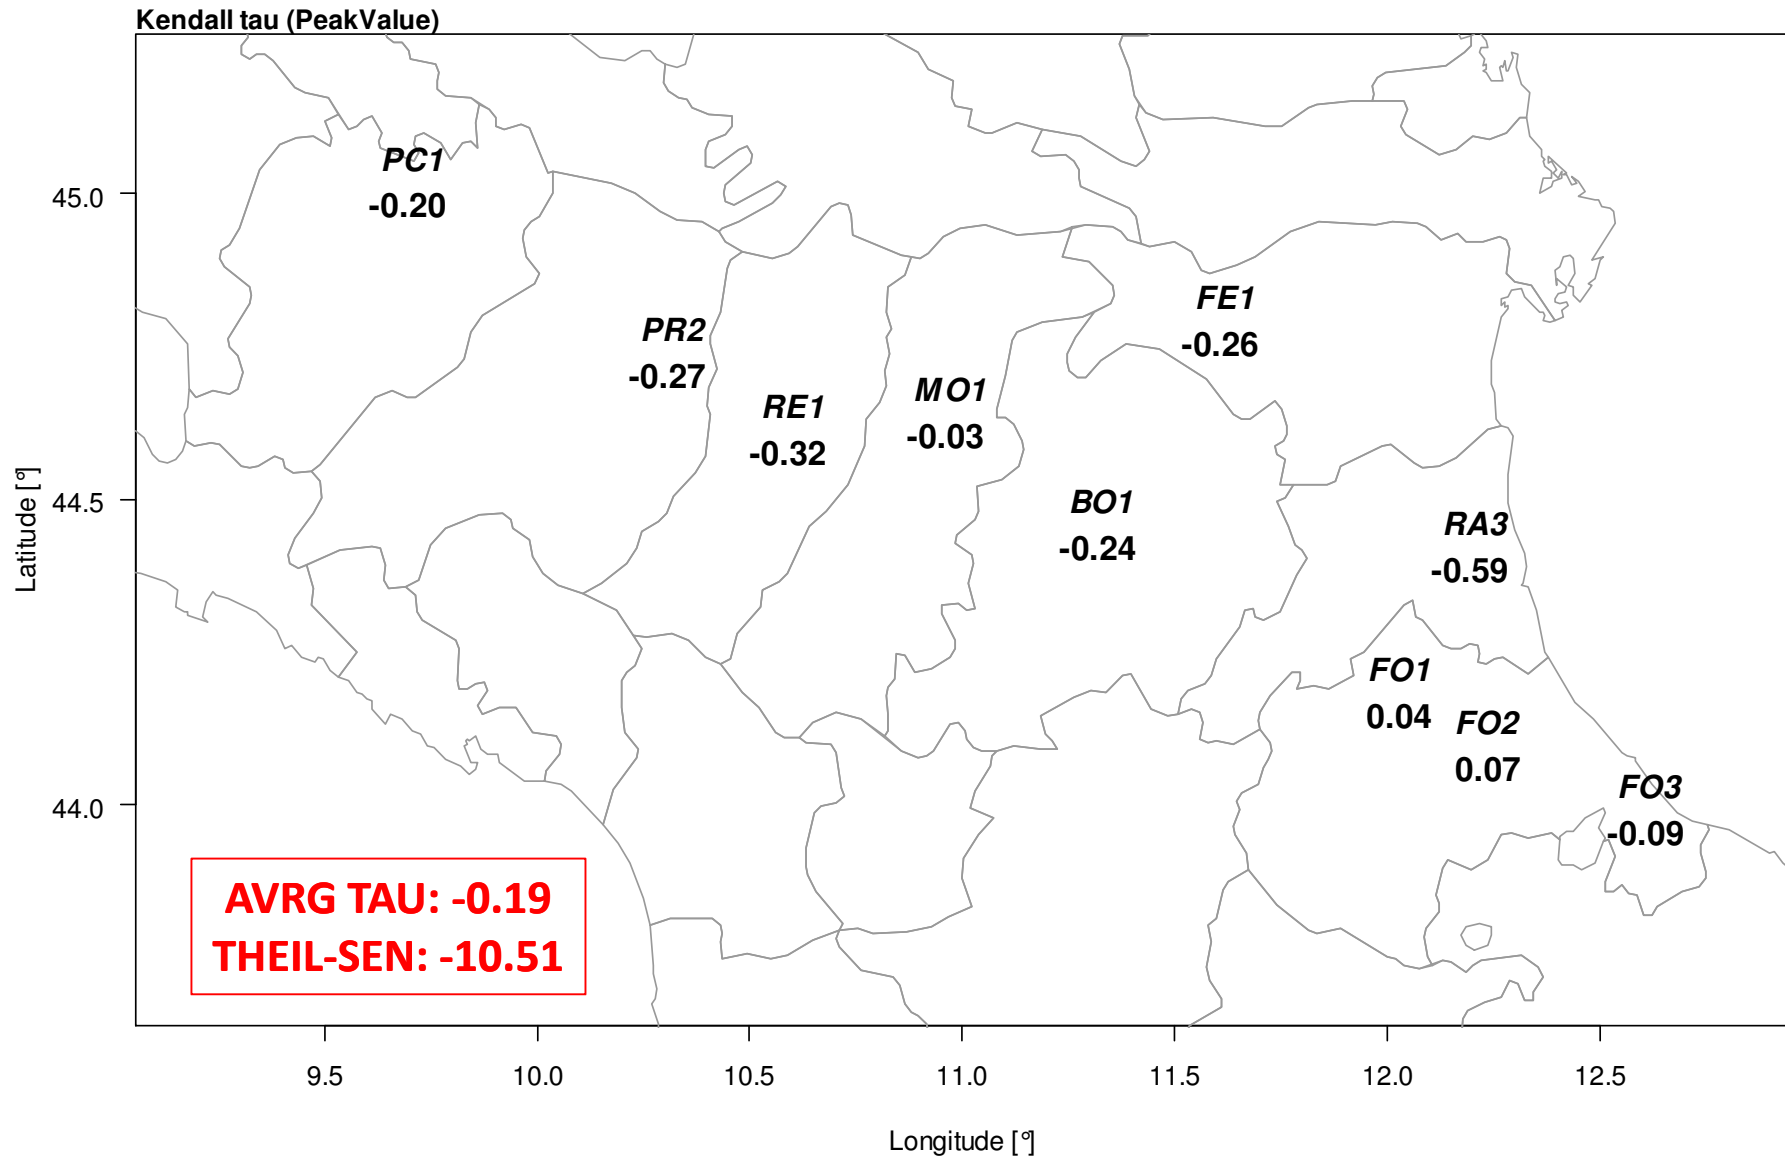 Kendall tau (PeakValue)
PC1
-0.20
PR2
-0.27
RE1
-0.32
MO1
-0.03
FE1
-0.26
BO1
-0.24
RA3
-0.59
FO1
0.04
FO2
0.07
FO3
-0.09
AVRG TAU: -0.19
THEIL-SEN: -10.51
45.0
44.5
44.0
Latitude [°]
9.5
10.0
10.5
11.0
11.5
12.0
12.5
Longitude [°]